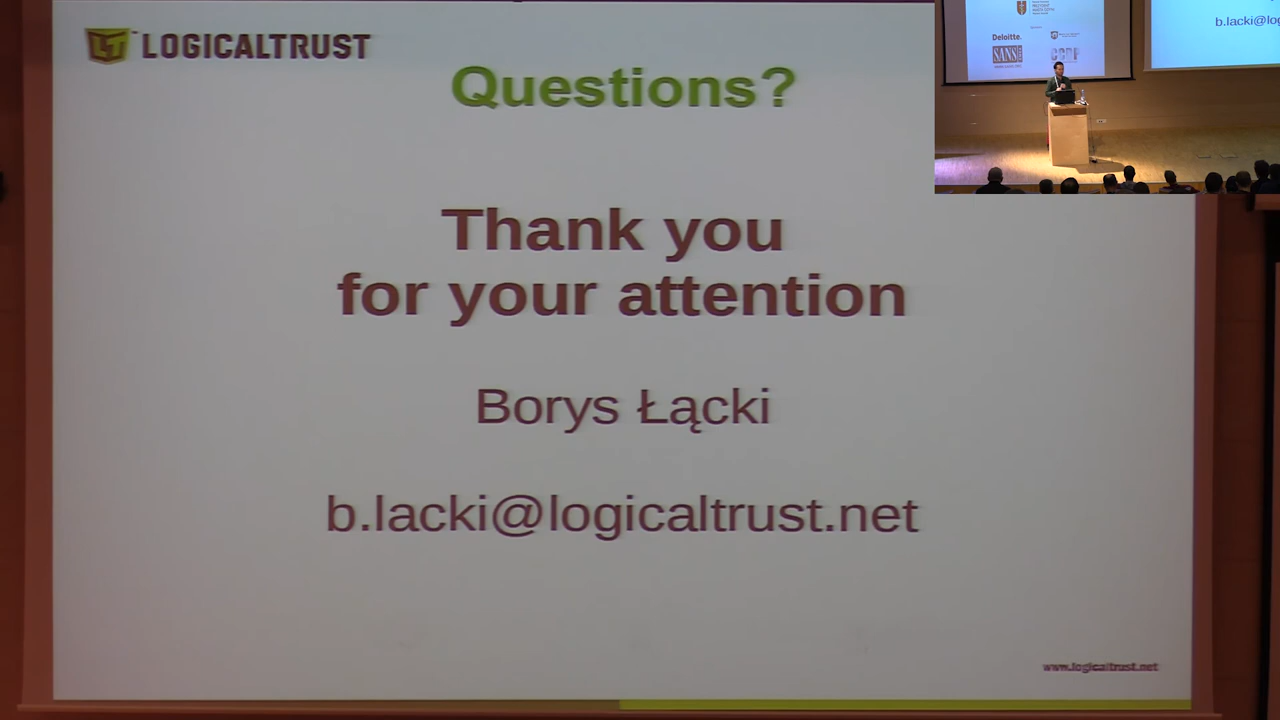 LOGICALTRUST
Questions?
Thank you
for your attention
Borys Łącki
b.lacki@logicaltrust.net
www.logicaltrust.net
Deloitte.
SANS
b.lacki@log